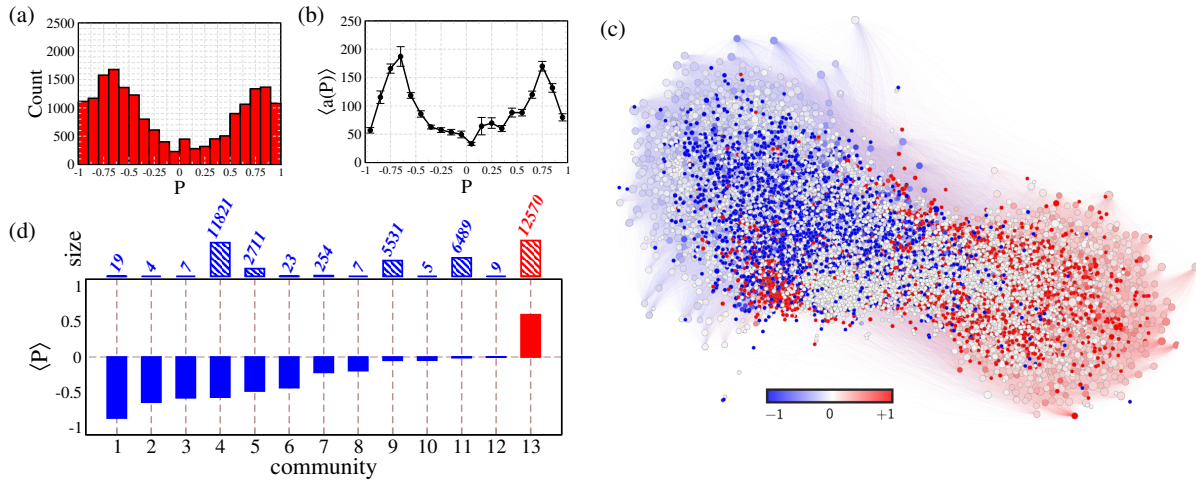 (a)
2500
2000
1500
1000
500
0
Count
-1 -0.75 -0.5 -0.25 0 0.25 0.5 0.75 1
P
(b)
250
200
150
100
50
0
⟨a(P)⟩
-1 -0.75 -0.5 -0.25 0 0.25 0.5 0.75 1
P
(c)
−1 0 +1
(d)
size
19 4 7 11821 2711 23 254 7 5531 5 6489 9 12570
1
0.5
0
-0.5
-1
⟨P⟩
1 2 3 4 5 6 7 8 9 10 11 12 13
community